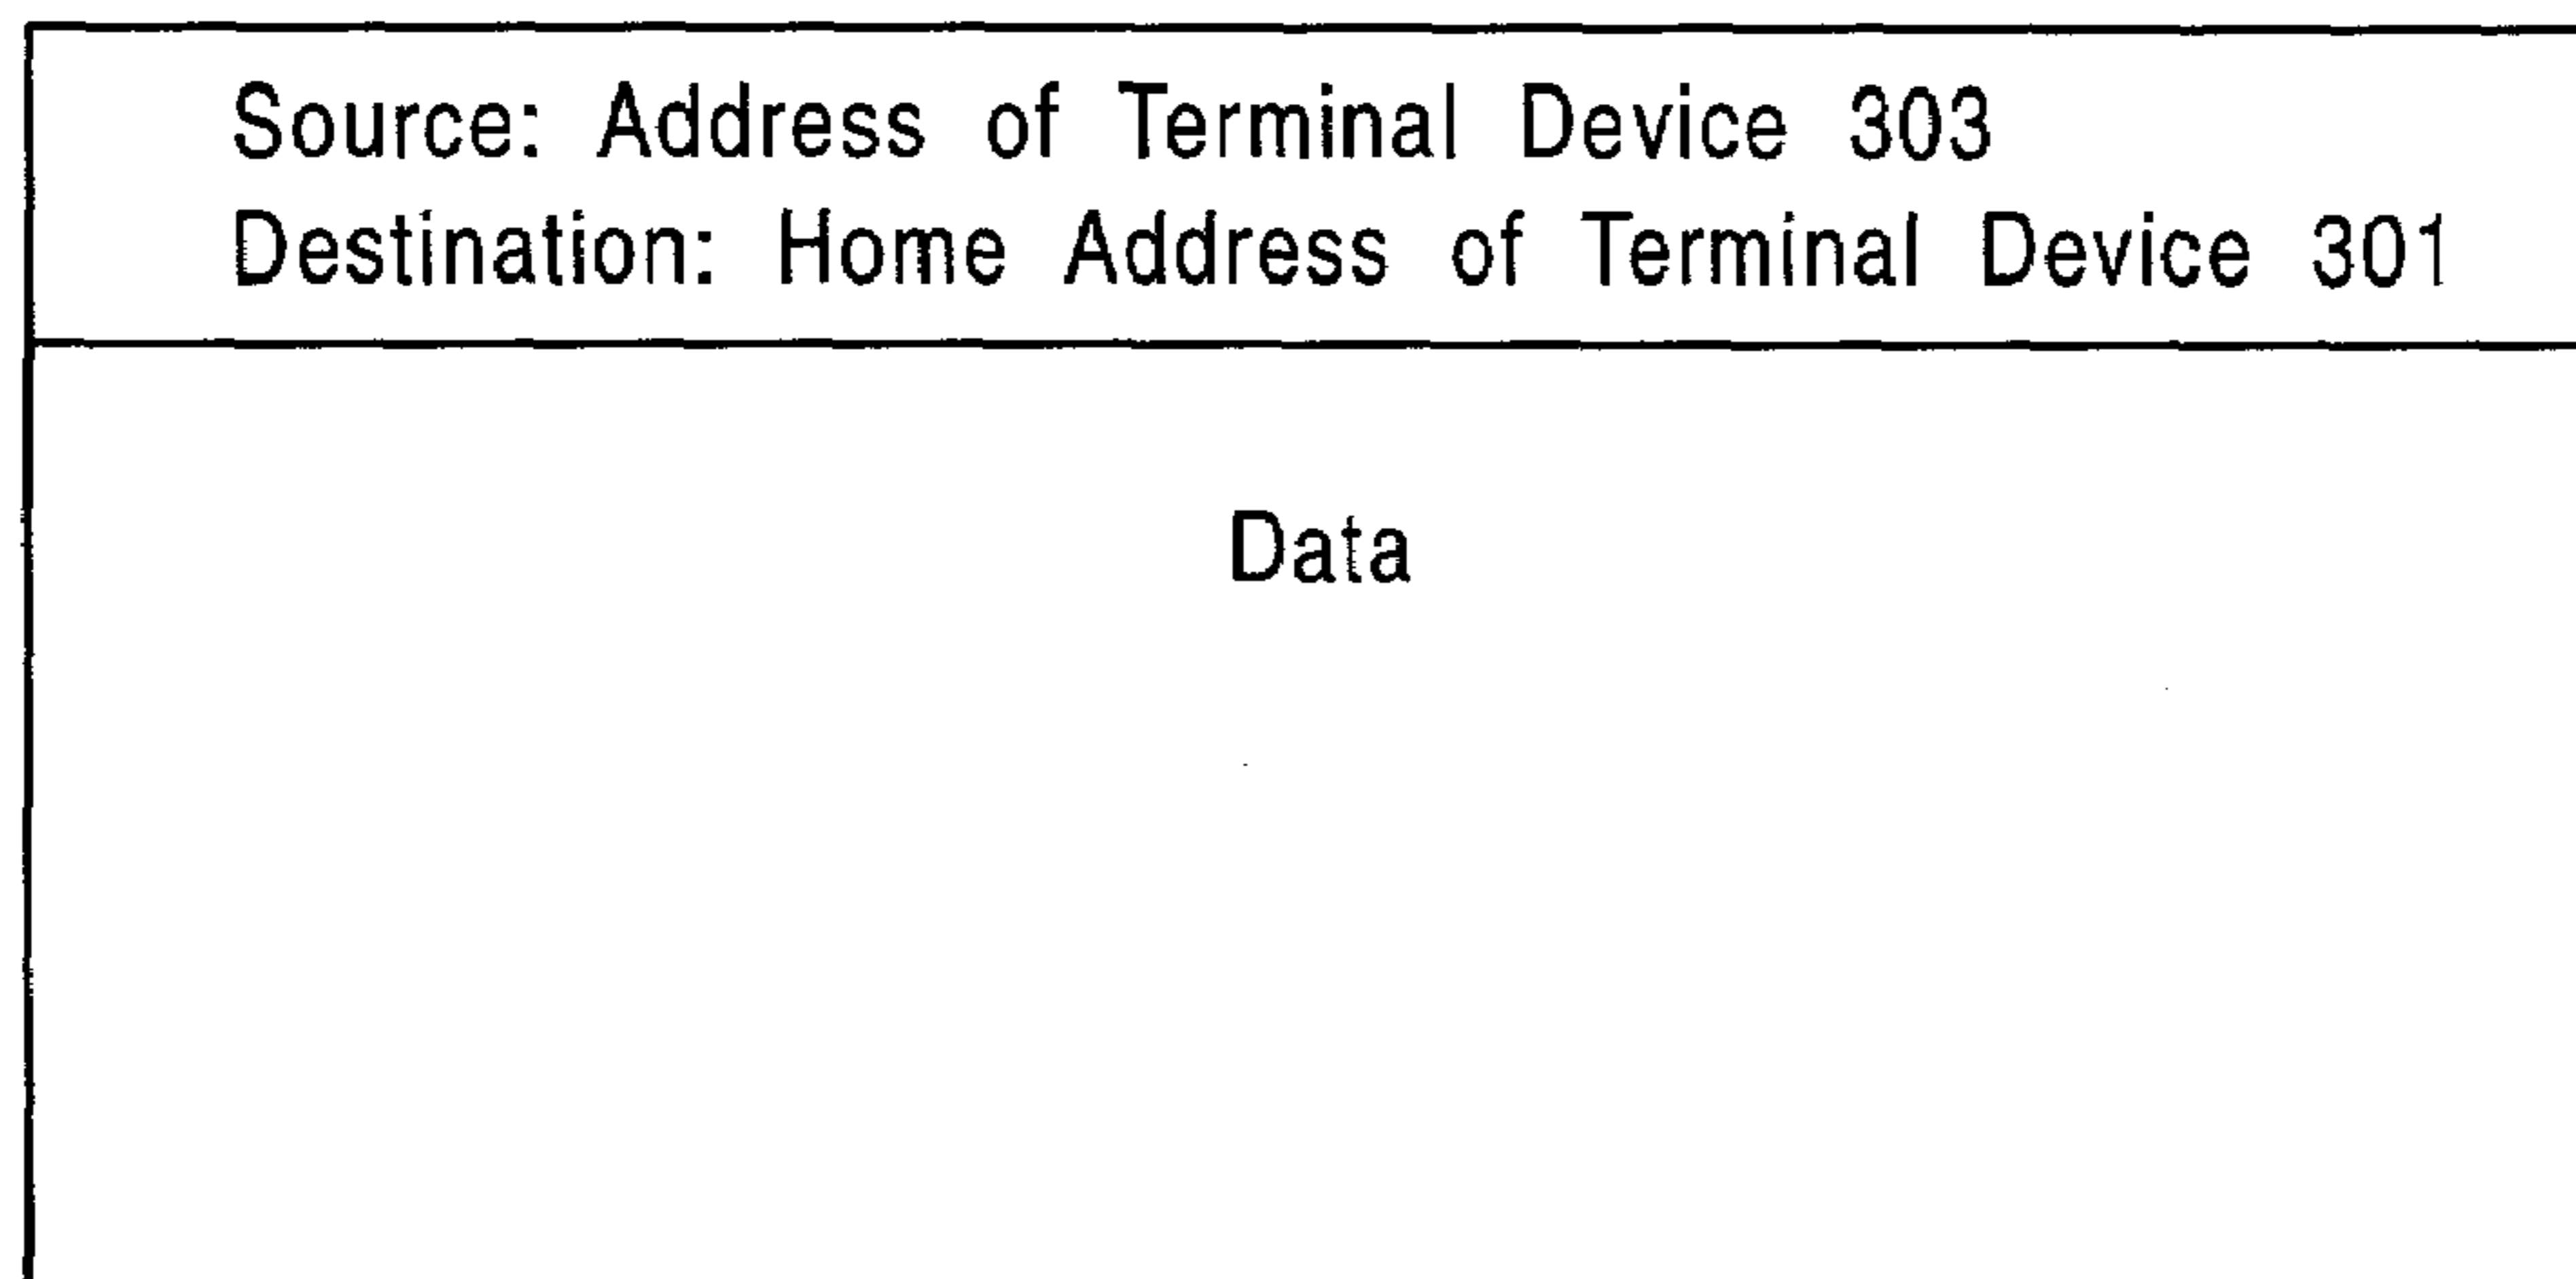 Source: Address of Terminal Device 303
Destination: Home Address of Terminal Device 301
Data